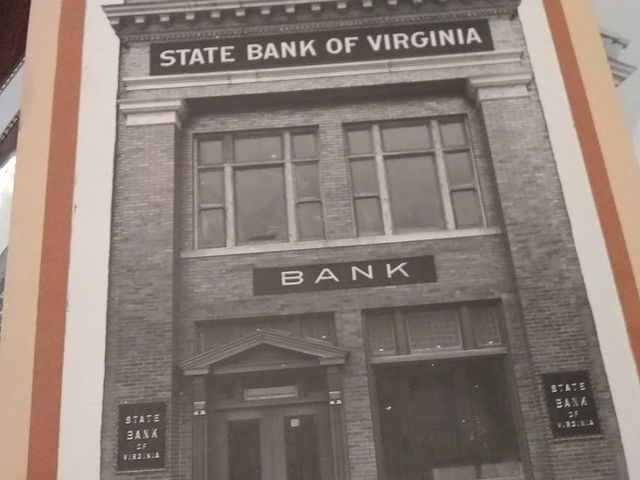 STATE BANK OF VIRGINIA
BANK
STATE
BANK
OF
VIRGINIA
STATE
BANK
OF
VIRGINIA